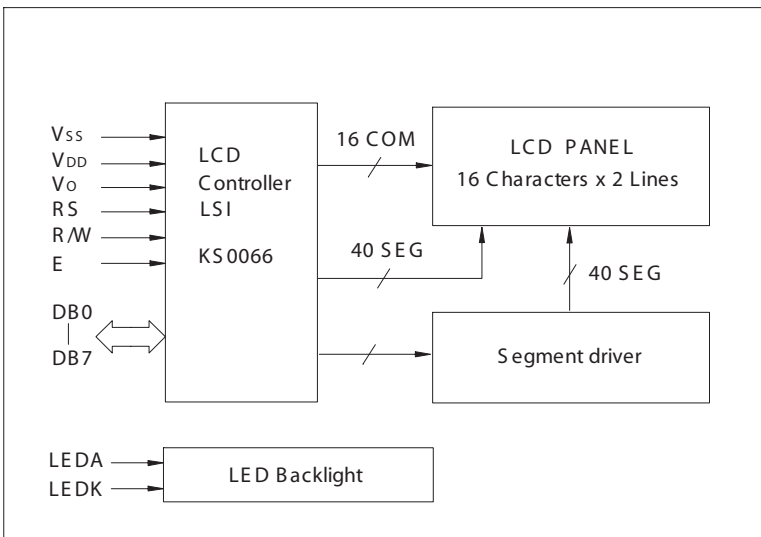 VSS
VDD
VO
RS
R/W
E
DB0
DB7
LCD
Controller
LSI
KS0066
16 COM
40 SEG
LCD PANEL
16 Characters x 2 Lines
40 SEG
Segment driver
LEDA
LEDK
LED Backlight